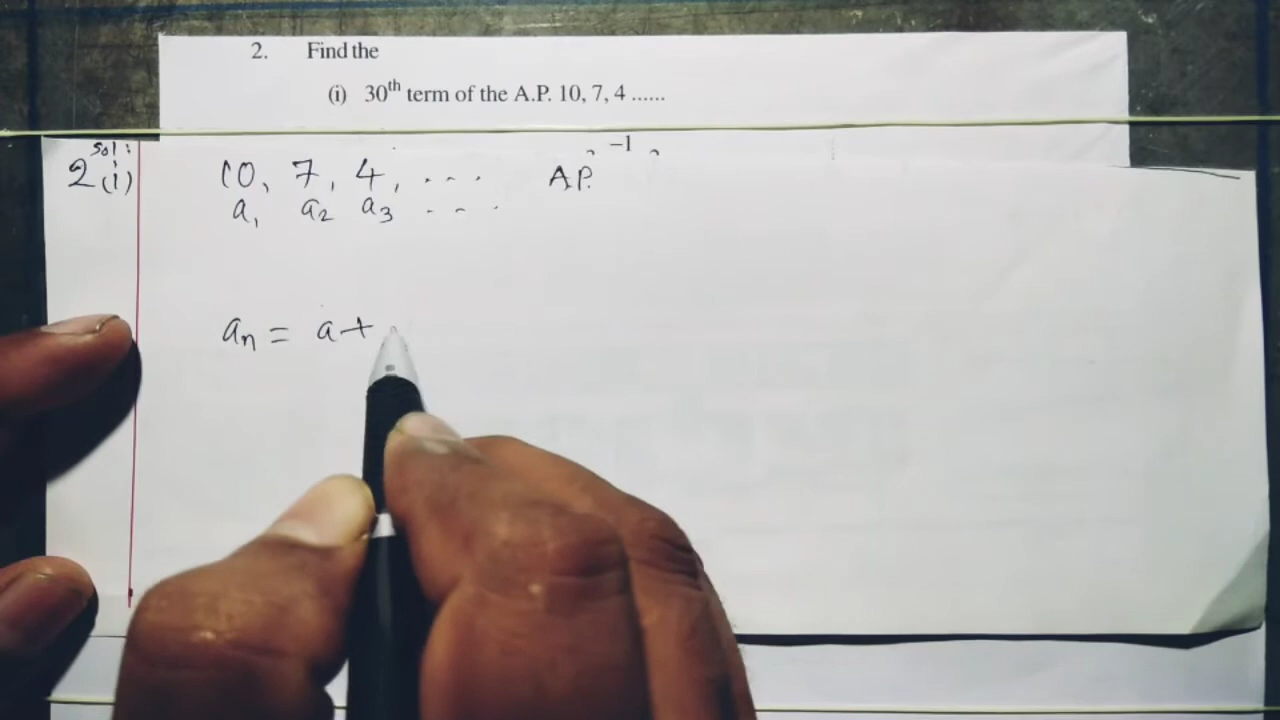 2. Find the
(i) 30th term of the A.P. 10, 7, 4 ......
–1
Sol:
2(i) 10, 7, 4, ... A.P.
a1 a2 a3 ...
an = a+